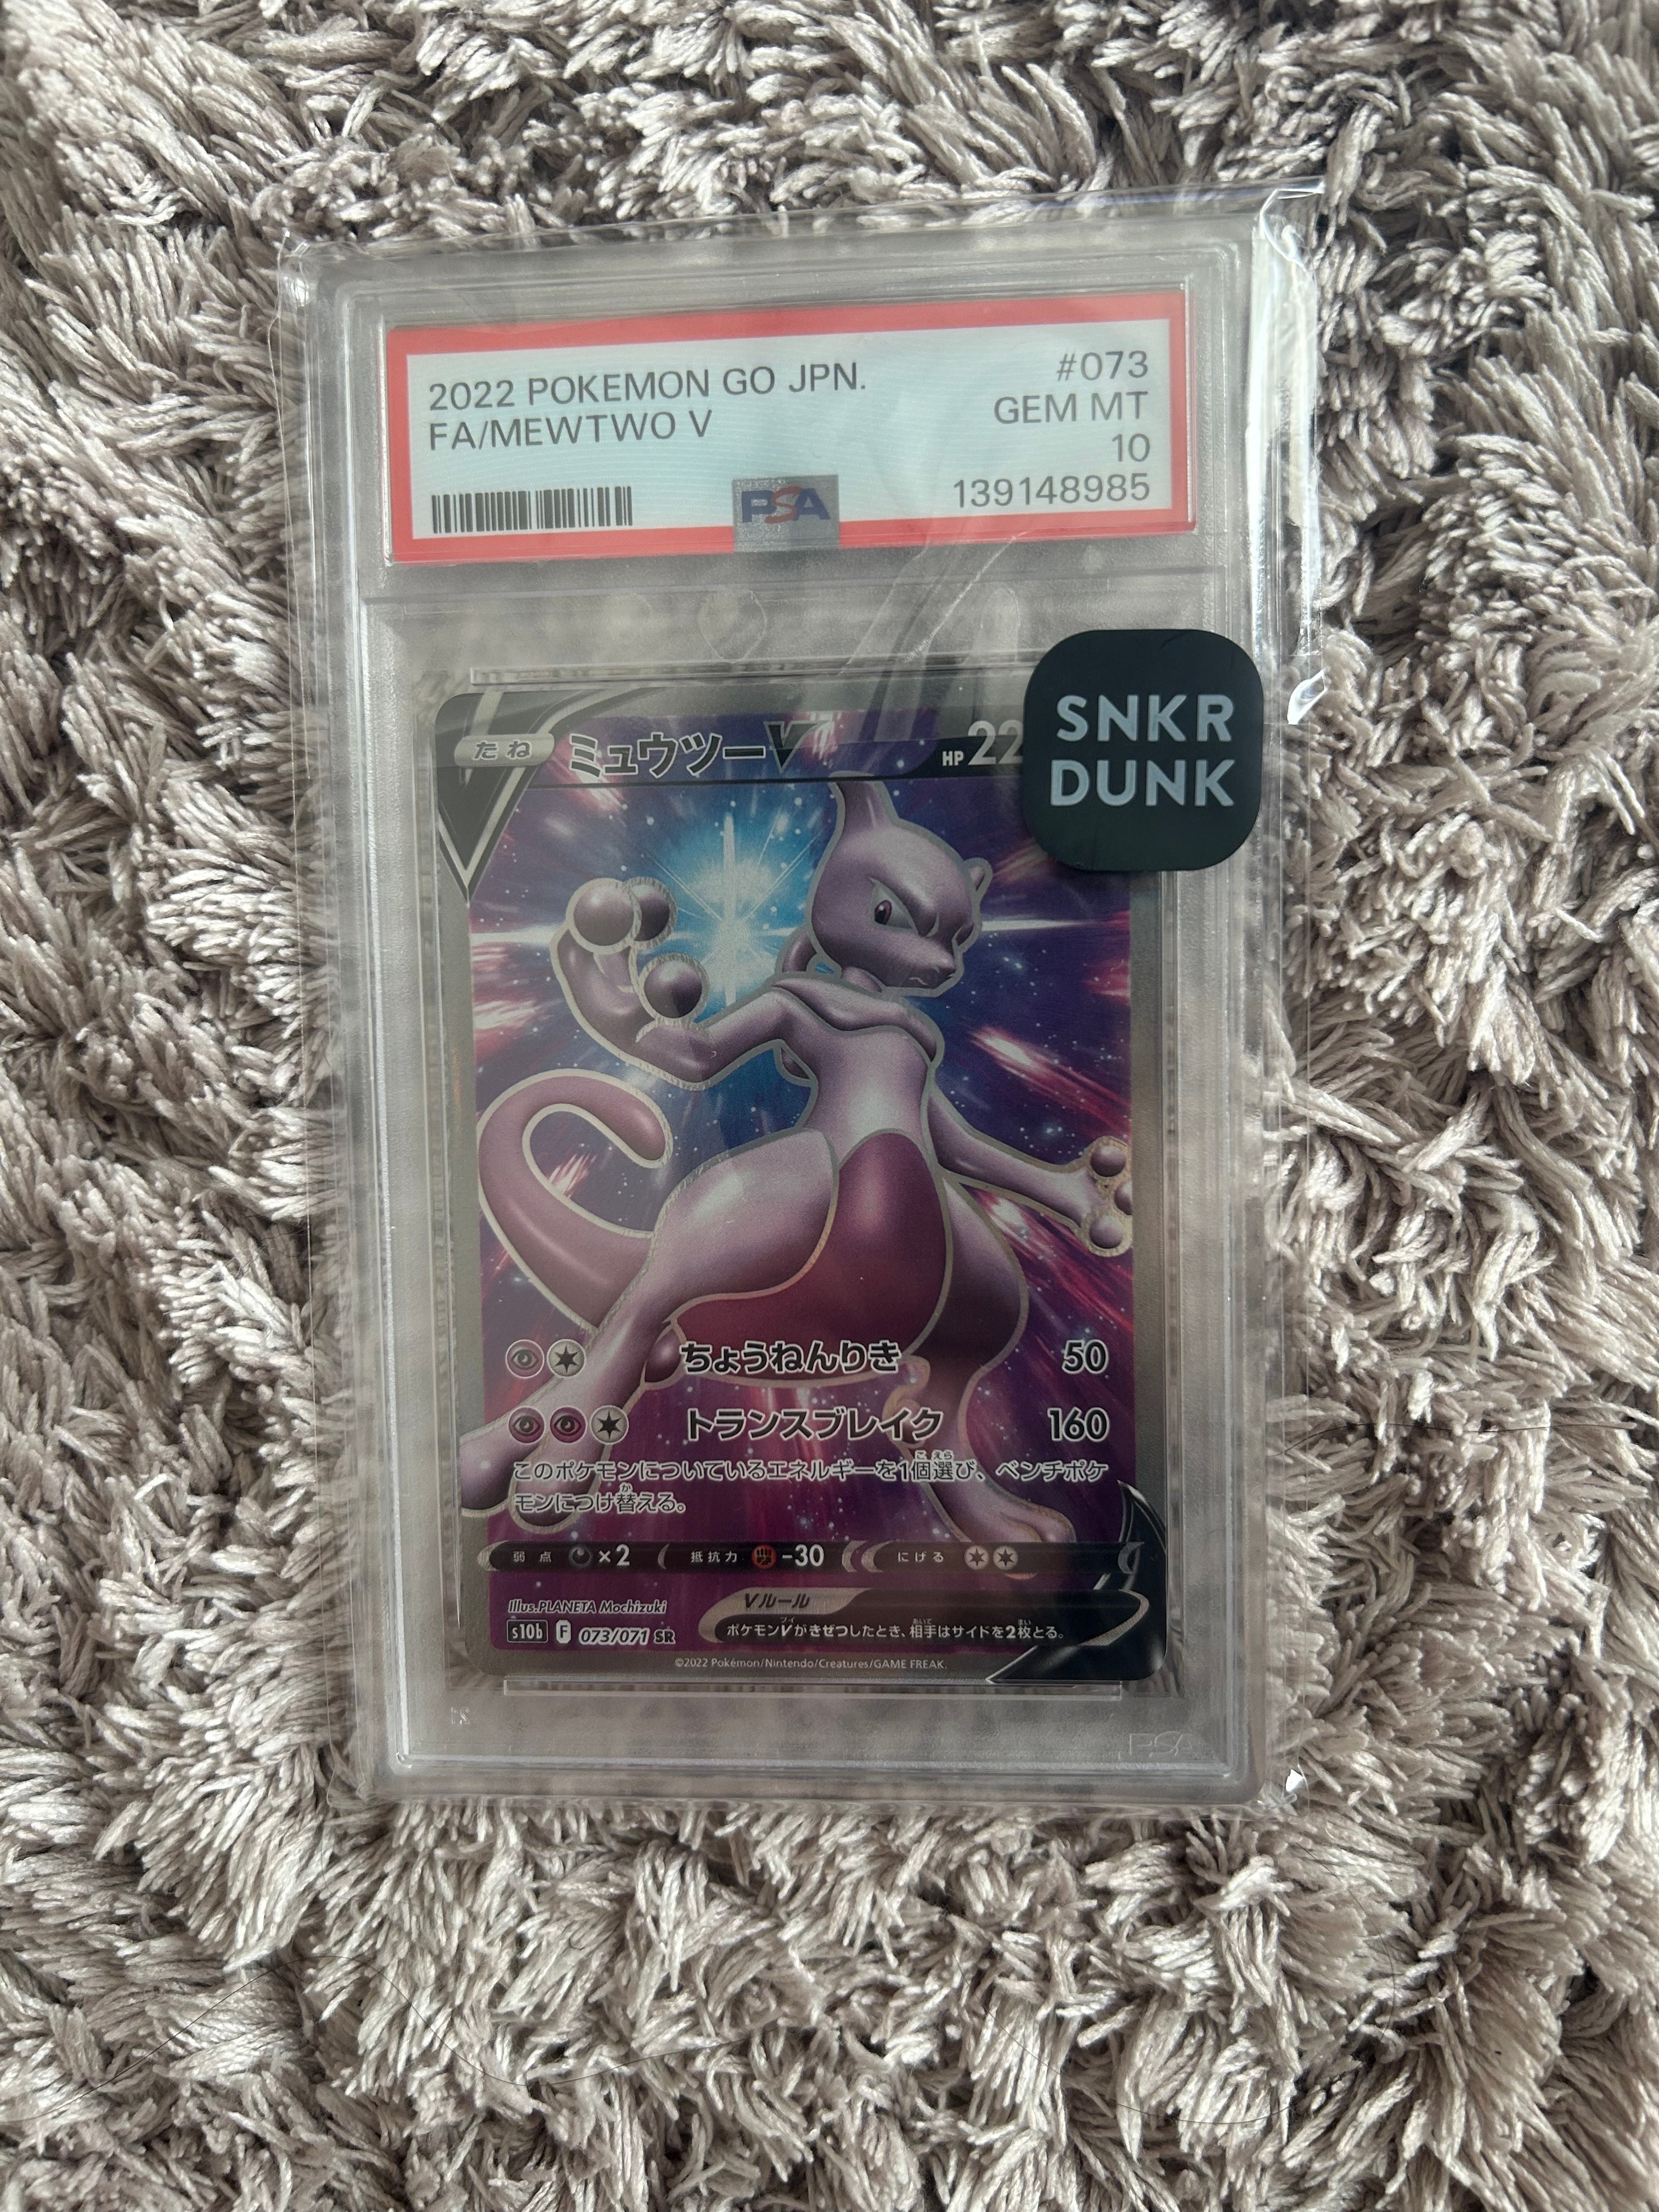 2022 POKEMON GO JPN.
#073
FA/MEWTWO V
GEM MT
10
PSA
139148985
SNKR
DUNK
たね
ミュウツーV
HP 22
ちょうねんりき
50
トランスブレイク
160
このポケモンについているエネルギーを1個選び、ベンチポケ
モンにつけ替える。
弱点
×2
抵抗力
-30
にげる
Illus.PLANETA Mochizuki
Vルール
ポケモンVがきぜつしたとき、相手はサイドを2枚とる。
s10b F 073/071 SR
©2022 Pokémon/Nintendo/Creatures/GAME FREAK.
PSA